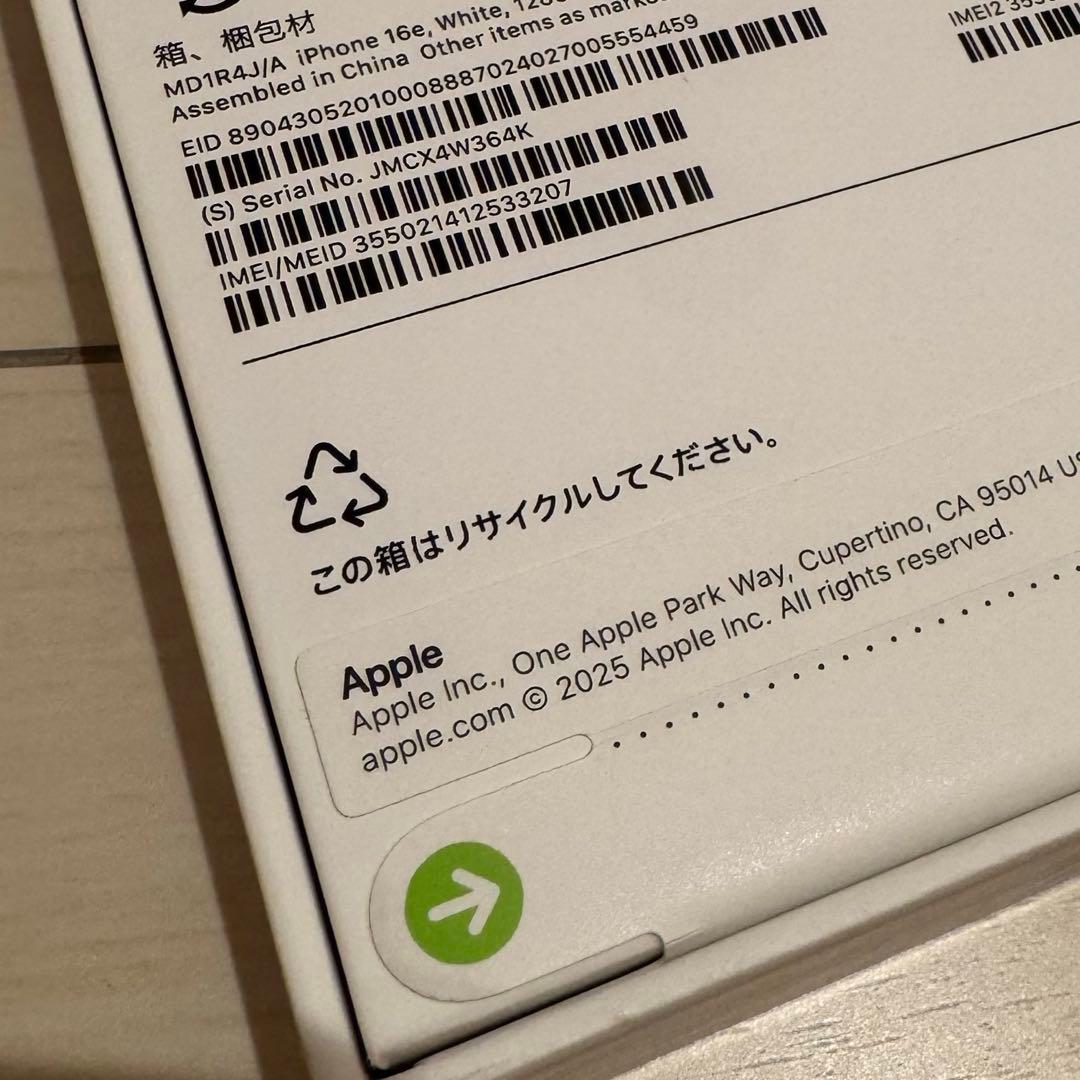 箱、梱包材
MD1R4J/A iPhone 16e, White,
Assembled in China Other items as
EID 89043052010008887024027005554459
(S) Serial No. JMCX4W364K
IMEI/MEID 355021412533207
IMEI2
この箱はリサイクルしてください。
Apple
Apple Inc., One Apple Park Way, Cupertino, CA 95014
apple.com © 2025 Apple Inc. All rights reserved.